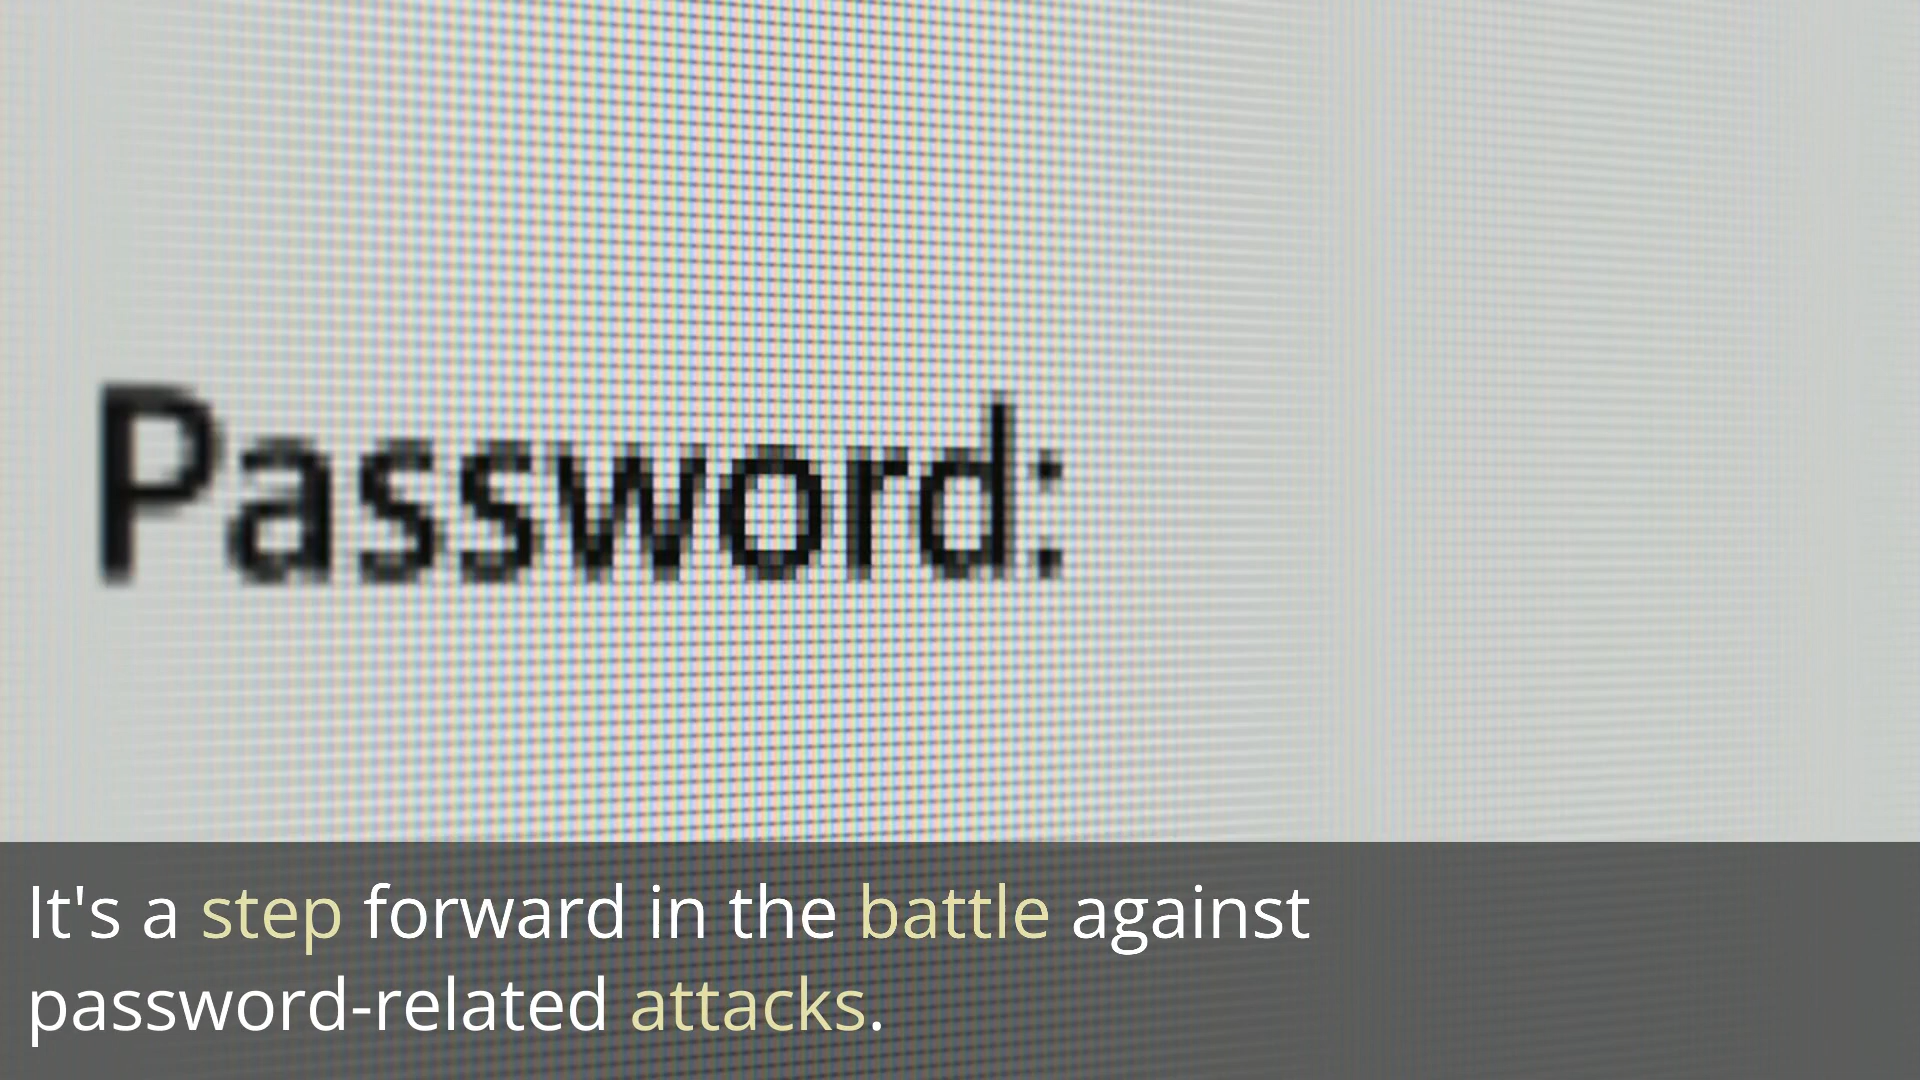 Password:
It's a step forward in the battle against
password-related attacks.